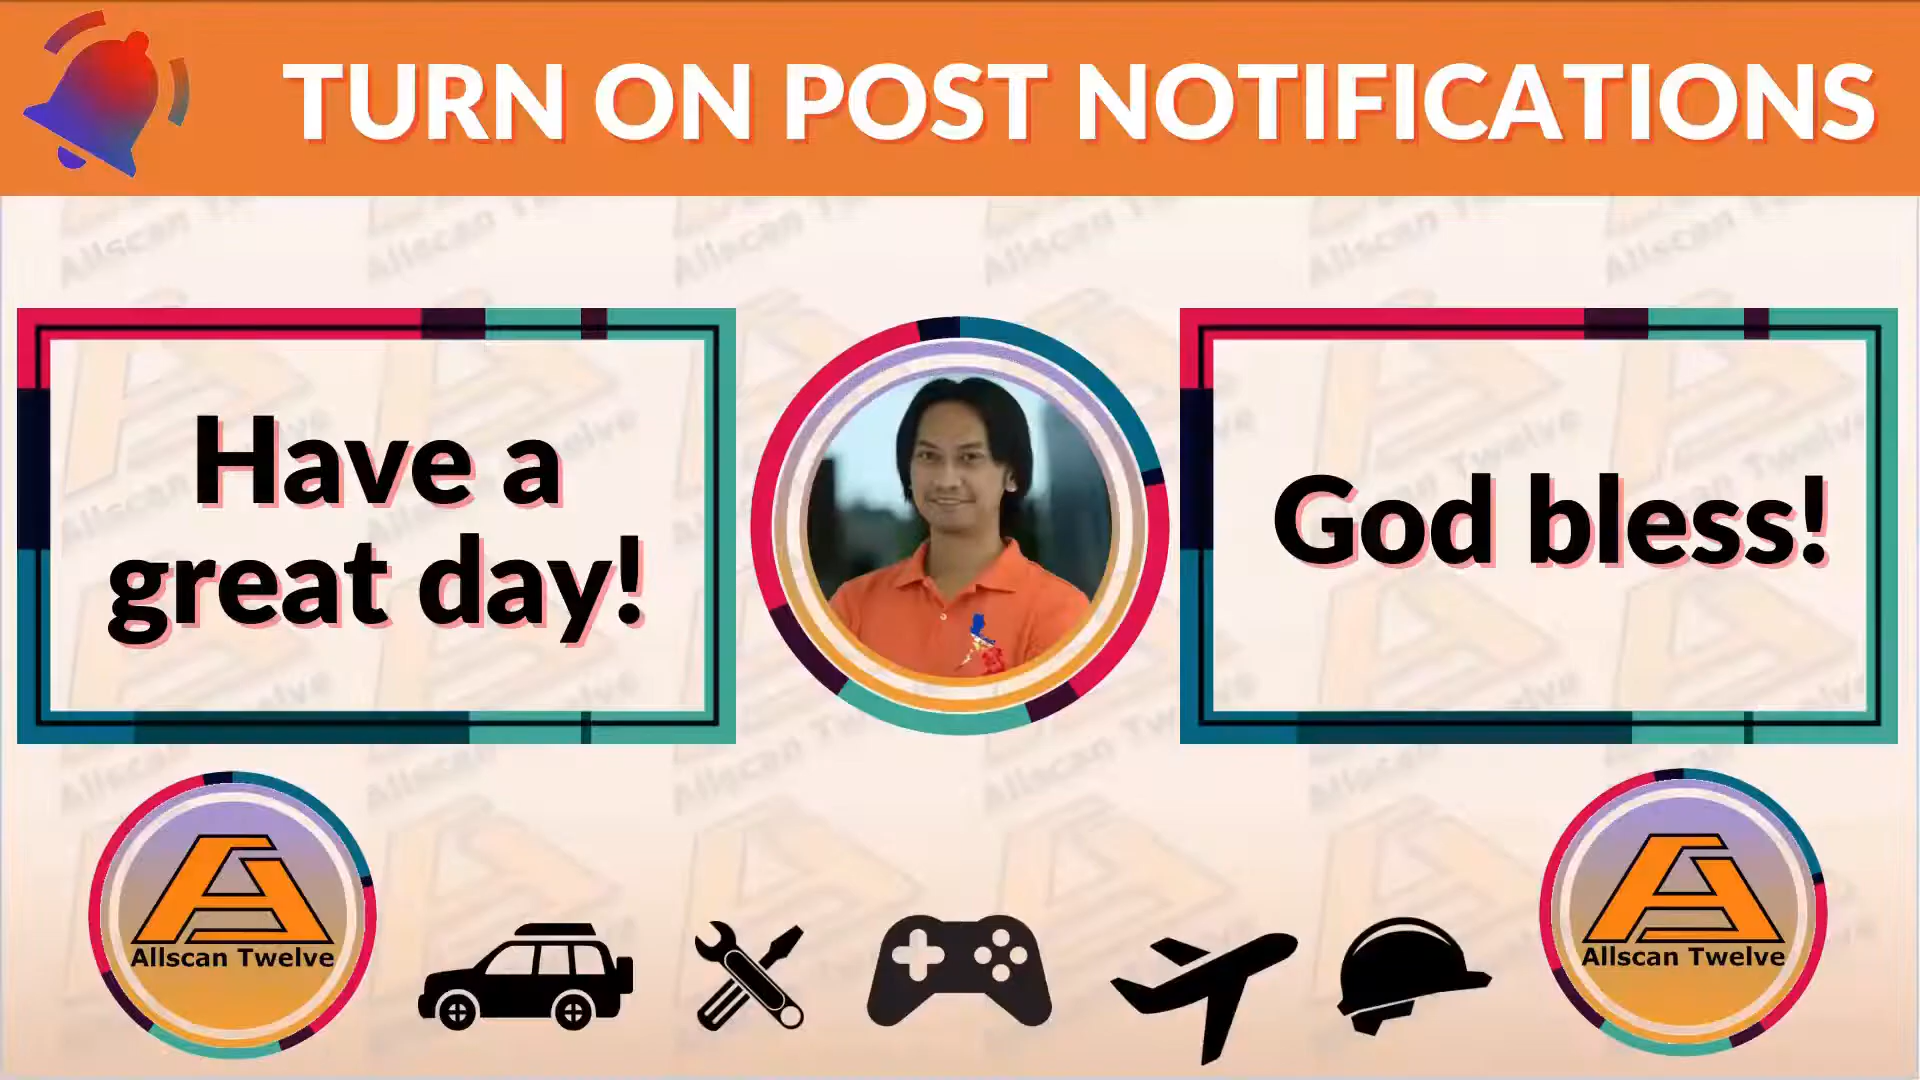 TURN ON POST NOTIFICATIONS
Have a
great day!
God bless!
Allscan Twelve
Allscan Twelve